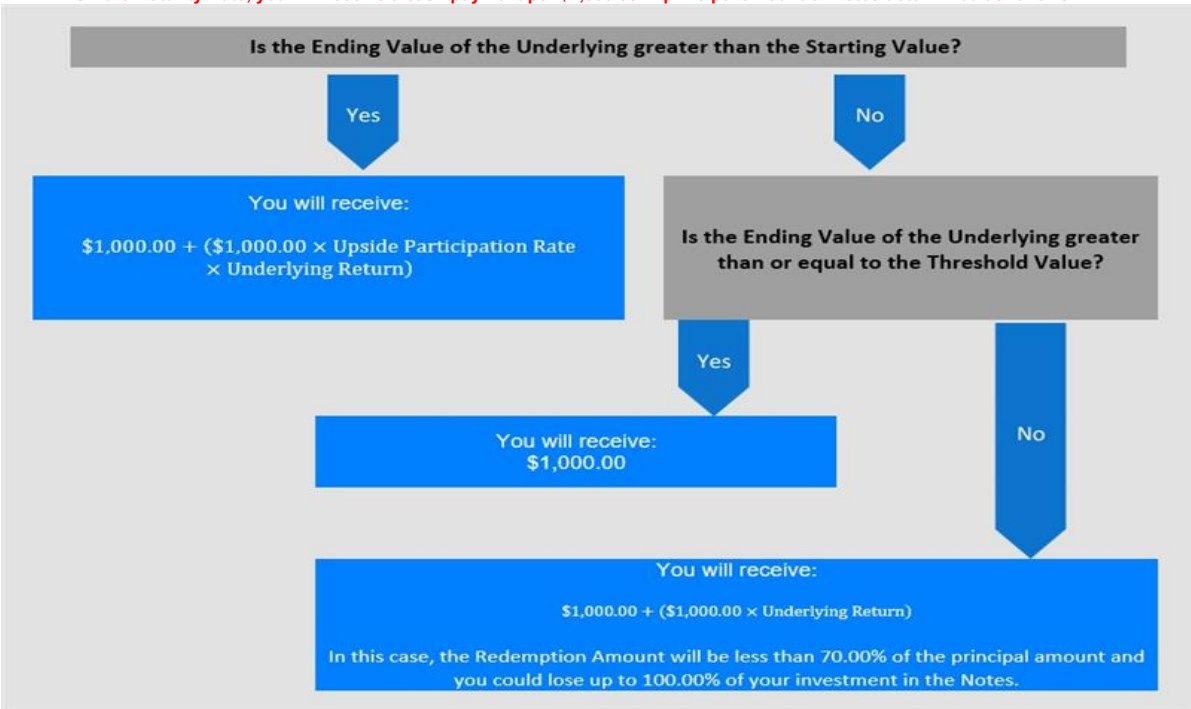 Is the Ending Value of the Underlying greater than the Starting Value?
Yes
No
You will receive:
$1,000.00 + ($1,000.00 × Upside Participation Rate
× Underlying Return)
Is the Ending Value of the Underlying greater
than or equal to the Threshold Value?
Yes
No
You will receive:
$1,000.00
You will receive:
$1,000.00 + ($1,000.00 × Underlying Return)
In this case, the Redemption Amount will be less than 70.00% of the principal amount and
you could lose up to 100.00% of your investment in the Notes.